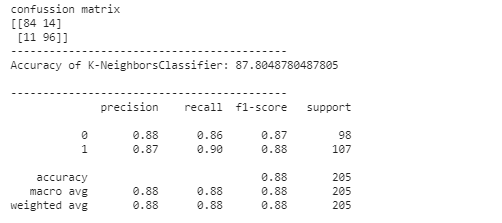 confussion matrix
[[84 14]
 [11 96]]
-------------------------------------------
Accuracy of K-NeighborsClassifier: 87.8048780487805
-------------------------------------------
precision recall f1-score support
0 0.88 0.86 0.87 98
1 0.87 0.90 0.88 107
accuracy 0.88 205
macro avg 0.88 0.88 0.88 205
weighted avg 0.88 0.88 0.88 205